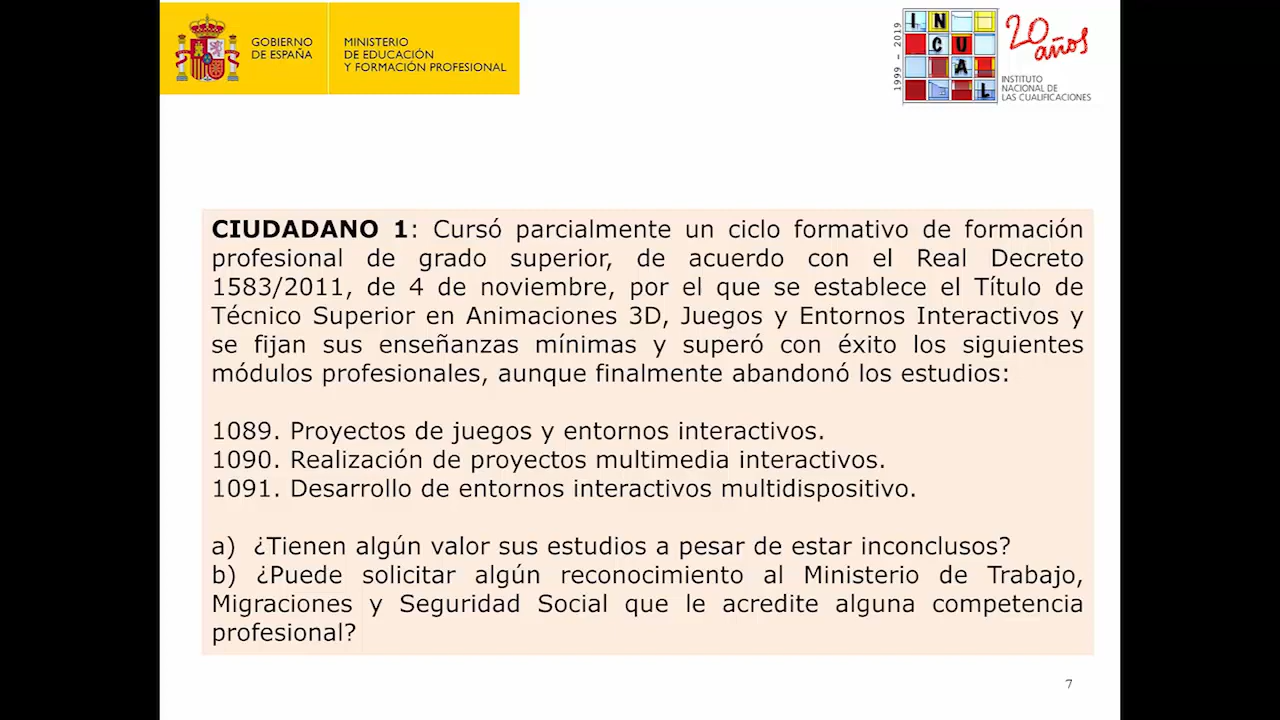 GOBIERNO
DE ESPAÑA
MINISTERIO
DE EDUCACIÓN
Y FORMACIÓN PROFESIONAL
1999 - 2019
I N
C U
A
L
20
años
INSTITUTO
NACIONAL DE
LAS CUALIFICACIONES
CIUDADANO 1: Cursó parcialmente un ciclo formativo de formación
profesional de grado superior, de acuerdo con el Real Decreto
1583/2011, de 4 de noviembre, por el que se establece el Título de
Técnico Superior en Animaciones 3D, Juegos y Entornos Interactivos y
se fijan sus enseñanzas mínimas y superó con éxito los siguientes
módulos profesionales, aunque finalmente abandonó los estudios:
1089. Proyectos de juegos y entornos interactivos.
1090. Realización de proyectos multimedia interactivos.
1091. Desarrollo de entornos interactivos multidispositivo.
a) ¿Tienen algún valor sus estudios a pesar de estar inconclusos?
b) ¿Puede solicitar algún reconocimiento al Ministerio de Trabajo,
Migraciones y Seguridad Social que le acredite alguna competencia
profesional?
7